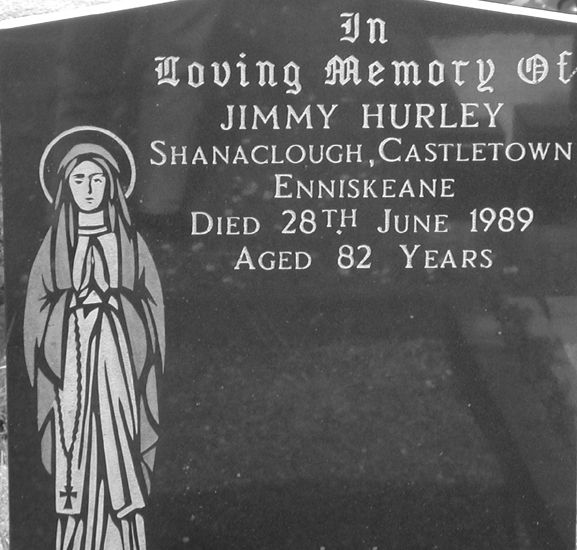 In
Loving Memory Of
JIMMY HURLEY
SHANACLOUGH, CASTLETOWN
ENNISKEANE
DIED 28TH JUNE 1989
AGED 82 YEARS